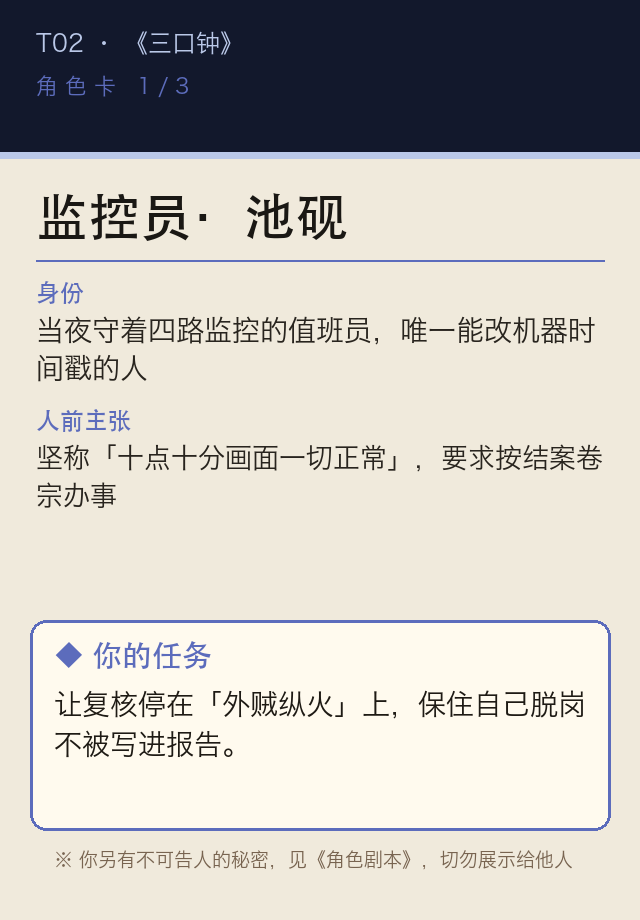 T02 · 《三口钟》
角色卡 1/3
监控员· 池砚
身份
当夜守着四路监控的值班员，唯一能改机器时
间戳的人
人前主张
坚称「十点十分画面一切正常」，要求按结案卷
宗办事
◆ 你的任务
让复核停在「外贼纵火」上，保住自己脱岗
不被写进报告。
※ 你另有不可告人的秘密，见《角色剧本》，切勿展示给他人